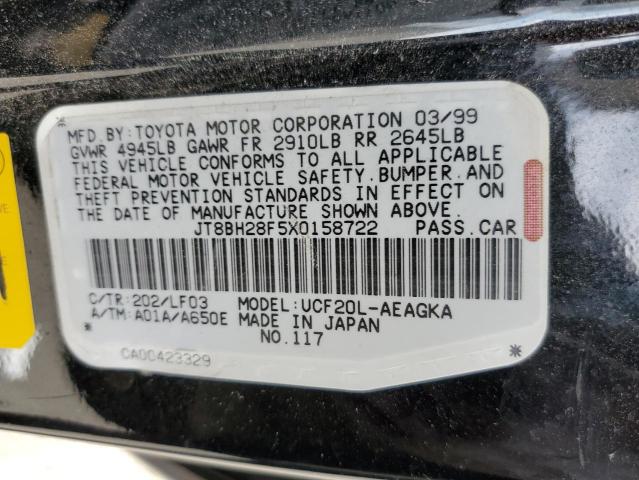 MFD. BY:TOYOTA MOTOR CORPORATION 03/99
GVWR 4945LB GAWR FR 2910LB RR 2645LB
THIS VEHICLE CONFORMS TO ALL APPLICABLE
FEDERAL MOTOR VEHICLE SAFETY,BUMPER,AND
THEFT PREVENTION STANDARDS IN EFFECT ON
THE DATE OF MANUFACTURE SHOWN ABOVE.
JT8BH28F5X0158722 PASS.CAR
C/TR:202/LF03 MODEL:UCF20L-AEAGKA
A/TM:A01A/A650E MADE IN JAPAN
NO.117
CA00423329